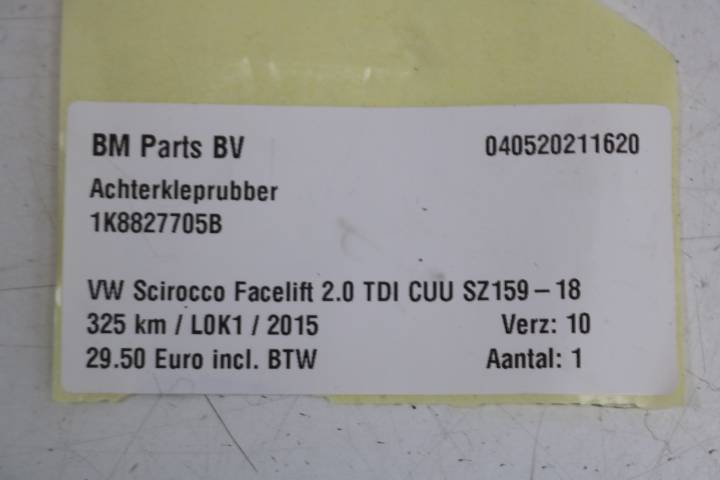 BM Parts BV 040520211620
Achterkleprubber
1K8827705B
VW Scirocco Facelift 2.0 TDI CUU SZ159-18
325 km / L0K1 / 2015 Verz: 10
29.50 Euro incl. BTW Aantal: 1